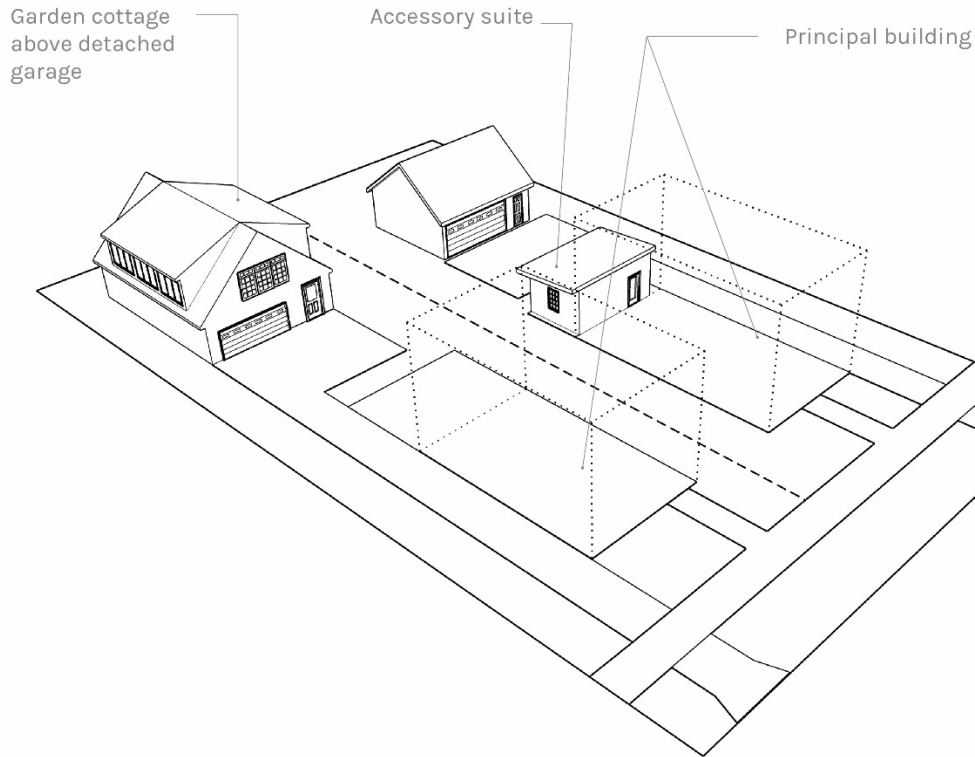 Garden cottage
above detached
garage
Accessory suite
Principal building